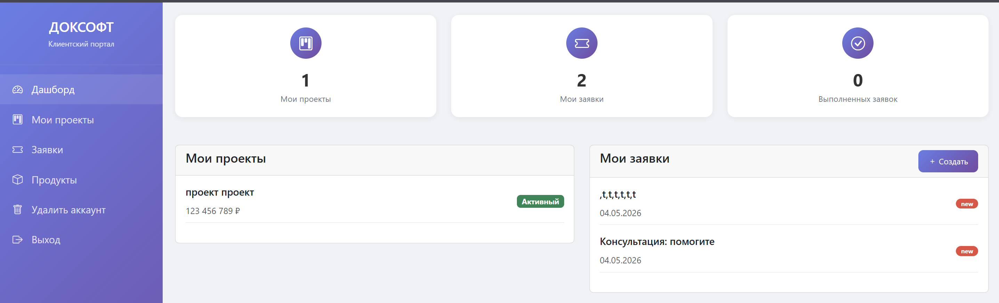 ДОКСОФТ
Клиентский портал
Дашборд
Мои проекты
Заявки
Продукты
Удалить аккаунт
Выход
1
Мои проекты
2
Мои заявки
0
Выполненных заявок
Мои проекты
проект проект
123 456 789 ₽
Активный
Мои заявки
+ Создать
,t,t,t,t,t,t
04.05.2026
new
Консультация: помогите
04.05.2026
new